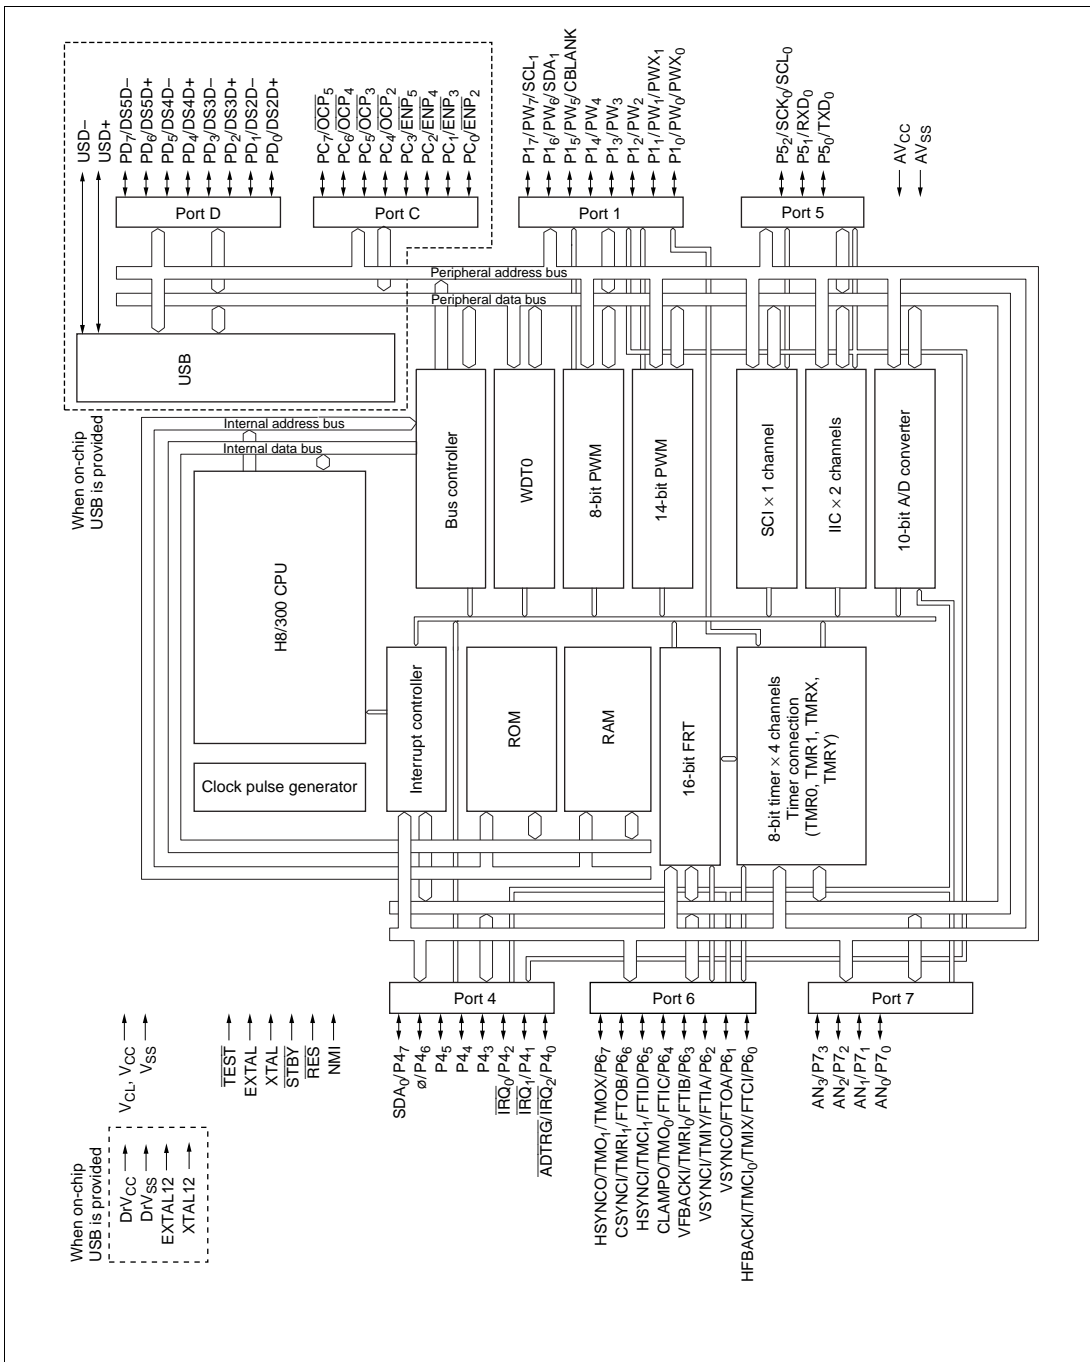 USD−
USD+
PD7/DS5D−
PD6/DS5D+
PD5/DS4D−
PD4/DS4D+
PD3/DS3D−
PD2/DS3D+
PD1/DS2D−
PD0/DS2D+
PC7/OCP5
PC6/OCP4
PC5/OCP3
PC4/OCP2
PC3/ENP5
PC2/ENP4
PC1/ENP3
PC0/ENP2
P17/PW7/SCL1
P16/PW6/SDA1
P15/PW5/CBLANK
P14/PW4
P13/PW3
P12/PW2
P11/PW1/PWX1
P10/PW0/PWX0
P52/SCK0/SCL0
P51/RXD0
P50/TXD0
AVCC
AVSS
Port D
Port C
Port 1
Port 5
Peripheral address bus
Peripheral data bus
USB
When on-chip
USB is provided
Internal address bus
Internal data bus
H8/300 CPU
Bus controller
WDT0
8-bit PWM
14-bit PWM
SCI × 1 channel
IIC × 2 channels
10-bit A/D converter
Clock pulse generator
Interrupt controller
ROM
RAM
16-bit FRT
8-bit timer × 4 channels
Timer connection
(TMR0, TMR1, TMRX,
TMRY)
Port 4
Port 6
Port 7
When on-chip
USB is provided
DrVCC
DrVSS
EXTAL12
XTAL12
VCL, VCC
VSS
TEST
EXTAL
XTAL
STBY
RES
NMI
SDA0/P47
ø/P46
P45
P44
P43
IRQ0/P42
IRQ1/P41
ADTRG/IRQ2/P40
HSYNCO/TMO1/TMOX/P67
CSYNCI/TMRI1/FTOB/P66
HSYNCI/TMCI1/FTID/P65
CLAMPO/TMO0/FTIC/P64
VFBACKI/TMRI0/FTIB/P63
VSYNCI/TMIY/FTIA/P62
VSYNCO/FTOA/P61
HFBACKI/TMCI0/TMIX/FTCI/P60
AN3/P73
AN2/P72
AN1/P71
AN0/P70